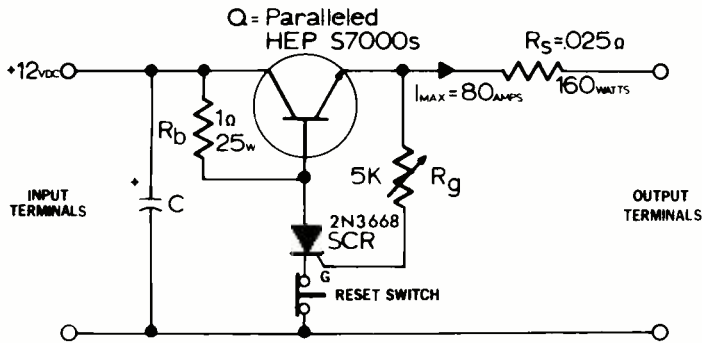 Q = Paralleled
HEP S7000s
+12VDC
Rs = .025Ω
160WATTS
IMAX = 80AMPS
Rb
1Ω
25W
5K
Rg
+
C
INPUT
TERMINALS
OUTPUT
TERMINALS
2N3668
SCR
G
RESET SWITCH